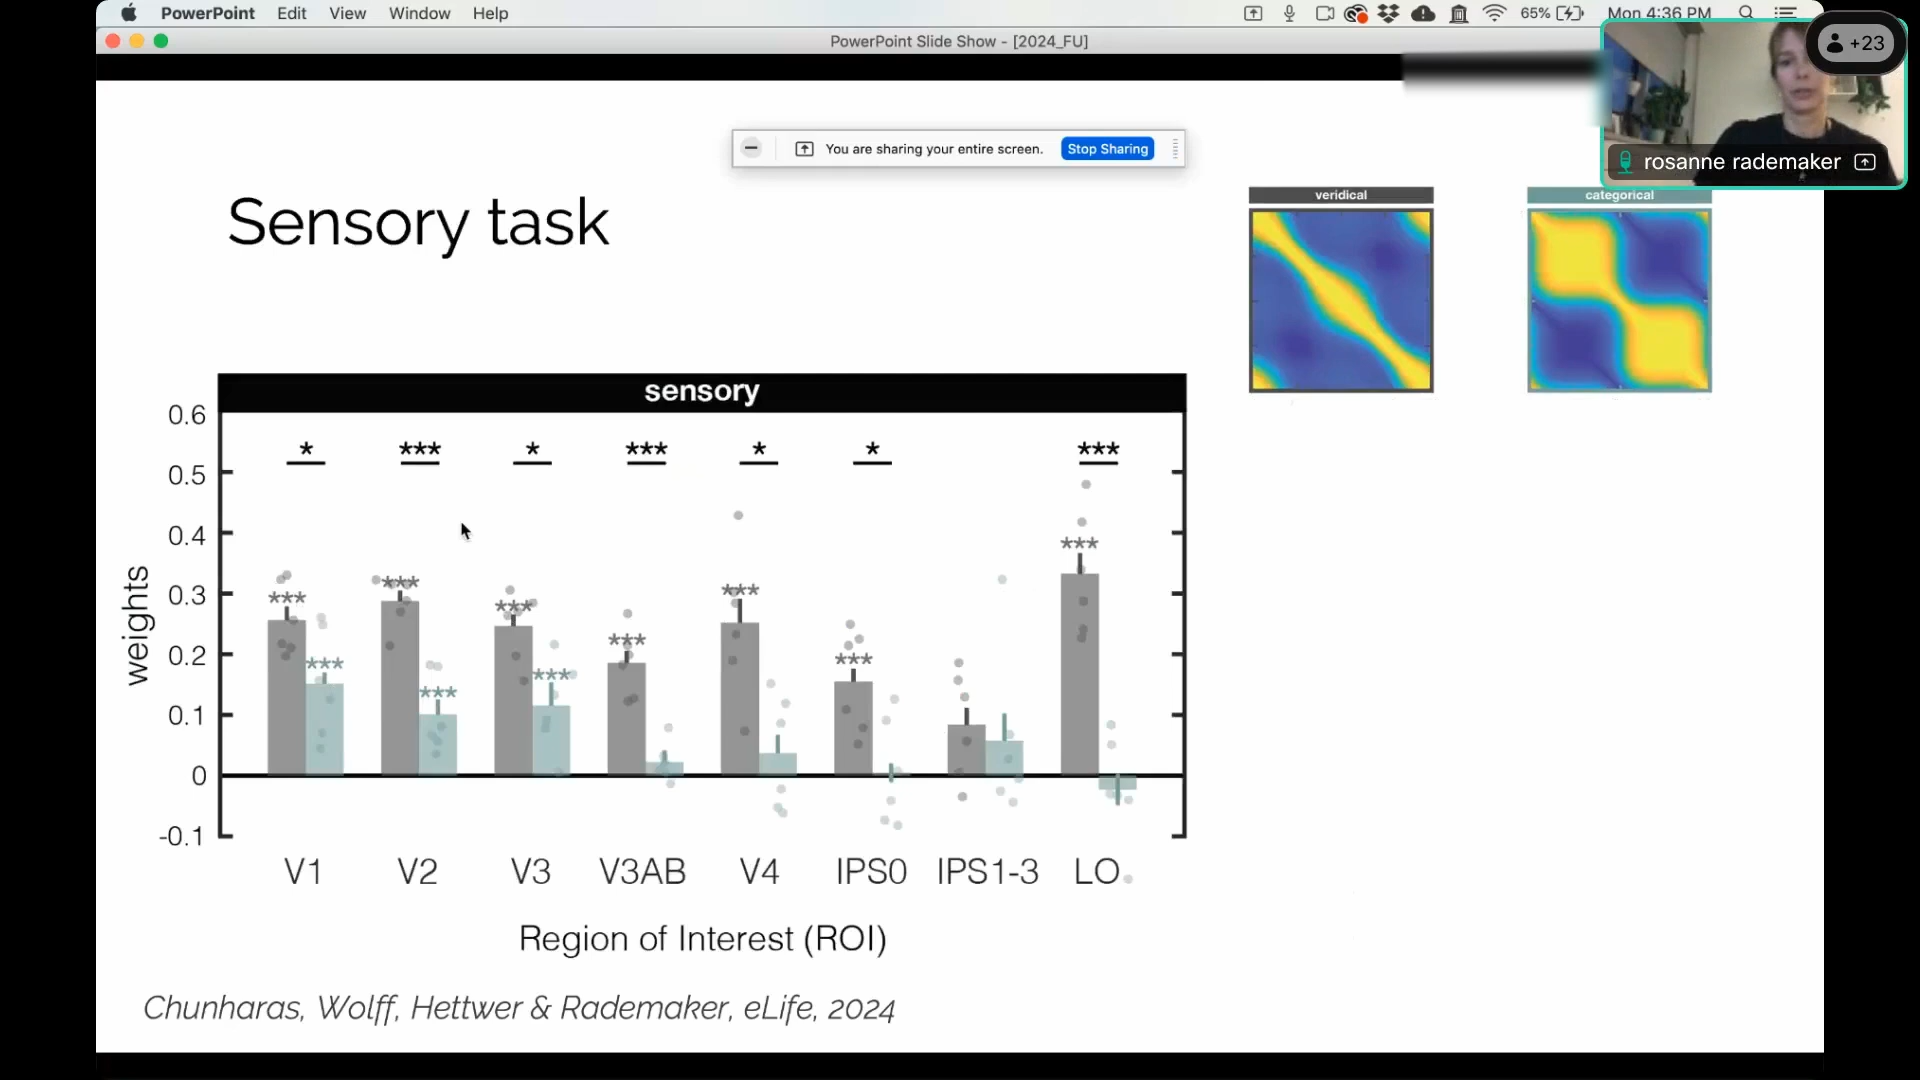 PowerPoint Edit View Window Help 65% Mon 4:36 PM
PowerPoint Slide Show - [2024_FU]
+23
You are sharing your entire screen. Stop Sharing
rosanne rademaker
Sensory task
veridical categorical
sensory
0.6
* *** * *** * * ***
0.5
0.4
0.3
0.2
0.1
0
-0.1
*** *** *** *** *** *** ***
*** *** ***
weights
V1 V2 V3 V3AB V4 IPS0 IPS1-3 LO
Region of Interest (ROI)
Chunharas, Wolff, Hettwer & Rademaker, eLife, 2024